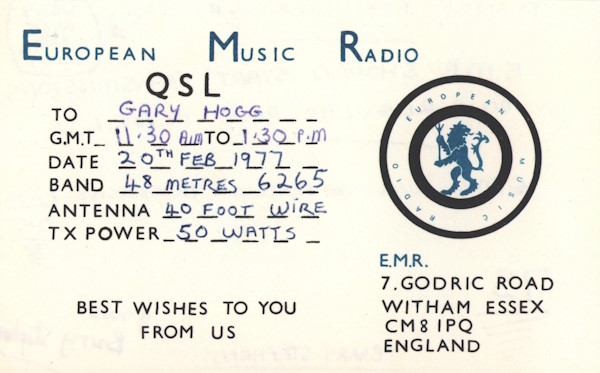 EUROPEAN MUSIC RADIO
QSL
TO GARY HOGG
G.M.T 11.30 AM TO 1.30 P.M
DATE 20TH FEB 1977
BAND 48 METRES 6265
ANTENNA 40 FOOT WIRE
TX POWER 50 WATTS
EUROPEAN MUSIC RADIO
E.M.R.
7.GODRIC ROAD
WITHAM ESSEX
CM8 1PQ
ENGLAND
BEST WISHES TO YOU
FROM US